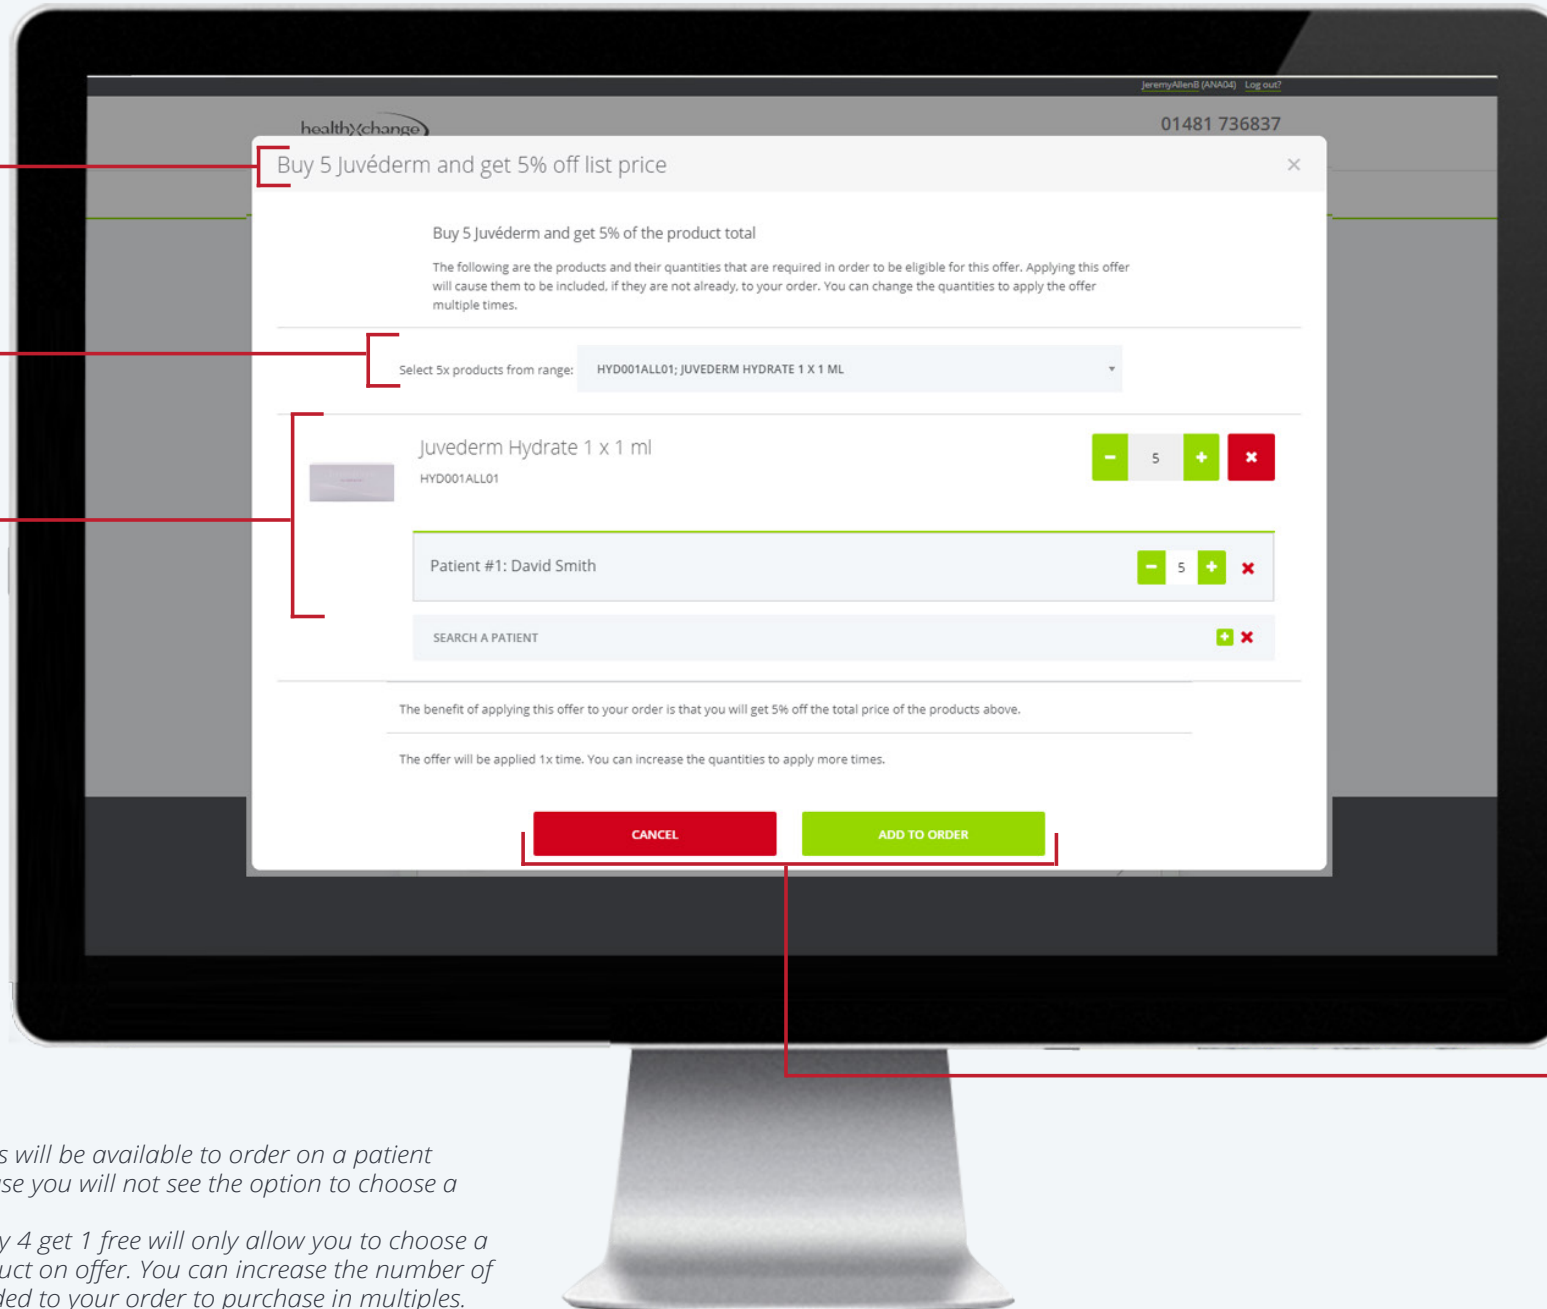 JeremyAllenB (ANA04) Log out?
healthxchange
01481 736837
Buy 5 Juvéderm and get 5% off list price
Buy 5 Juvéderm and get 5% of the product total
The following are the products and their quantities that are required in order to be eligible for this offer. Applying this offer
will cause them to be included, if they are not already, to your order. You can change the quantities to apply the offer
multiple times.
Select 5x products from range: HYD001ALL01; JUVEDERM HYDRATE 1 X 1 ML
Juvederm Hydrate 1 x 1 ml
5
HYD001ALL01
Patient #1: David Smith
5
SEARCH A PATIENT
The benefit of applying this offer to your order is that you will get 5% off the total price of the products above.
The offer will be applied 1x time. You can increase the quantities to apply more times.
CANCEL
ADD TO ORDER
s will be available to order on a patient
se you will not see the option to choose a
y 4 get 1 free will only allow you to choose a
uct on offer. You can increase the number of
ded to your order to purchase in multiples.